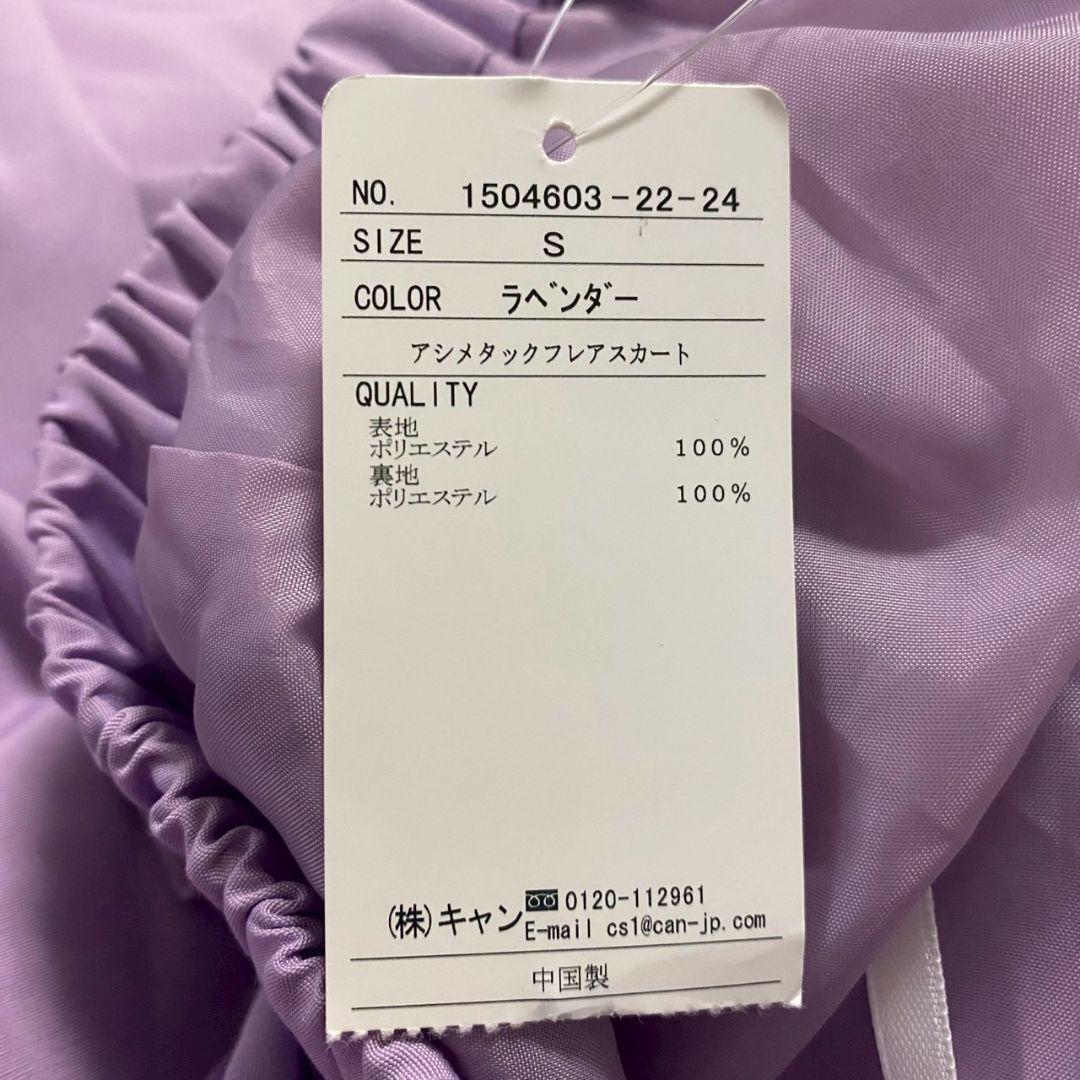 NO. 1504603-22-24
SIZE S
COLOR ラベンダー
アシメタックフレアスカート
QUALITY
表地
ポリエステル 100%
裏地
ポリエステル 100%
(株)キャン 0120-112961
E-mail cs1@can-jp.com
中国製